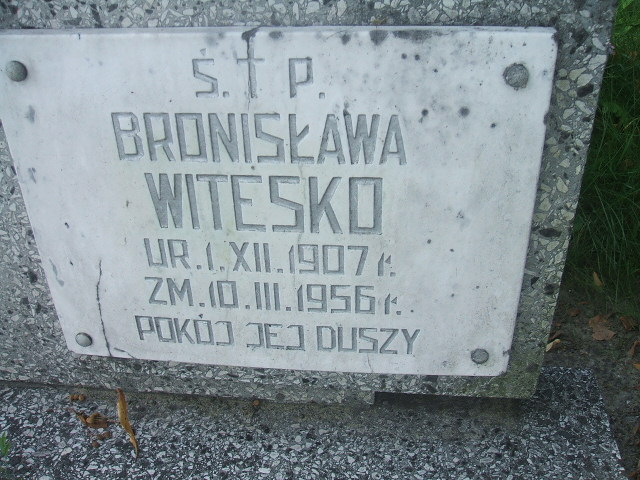 Ś. † P.
BRONISŁAWA
WITESKO
UR. 1. XII. 1907 r.
ZM. 10. III. 1956 r.
POKÓJ JEJ DUSZY